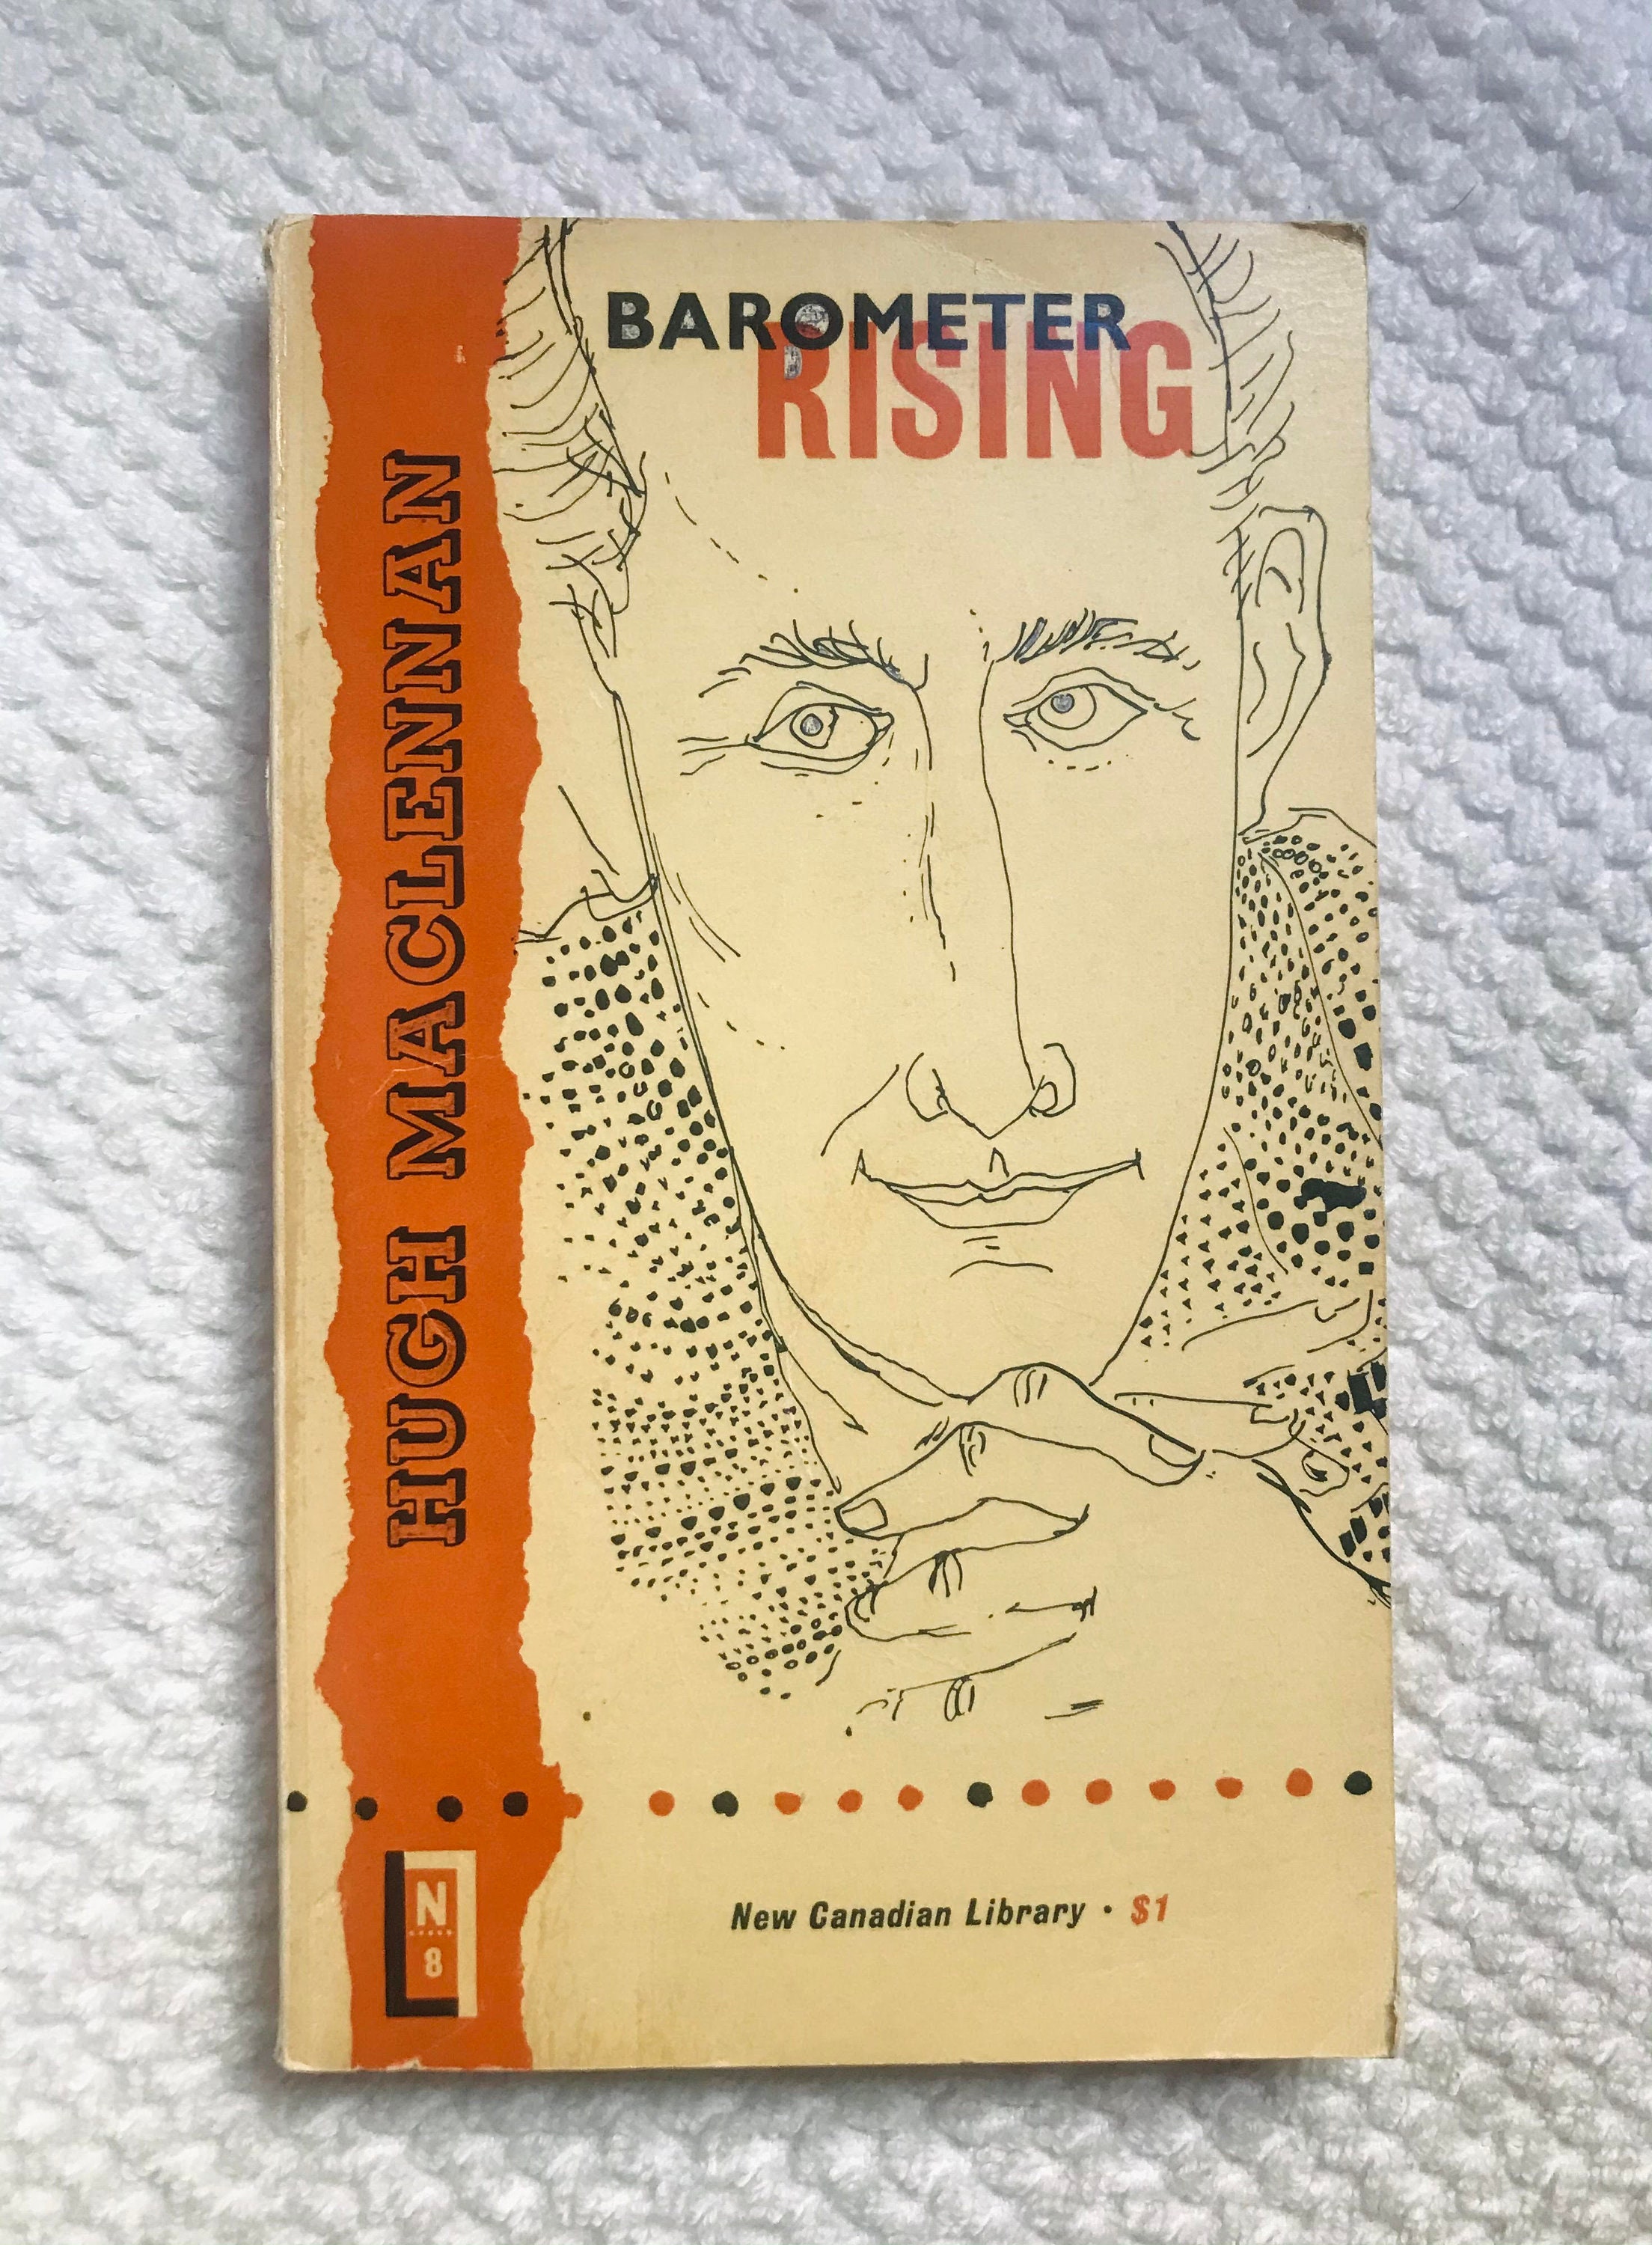 BAROMETER
RISING
HUGH MACLENNAN
N
8
New Canadian Library · $1